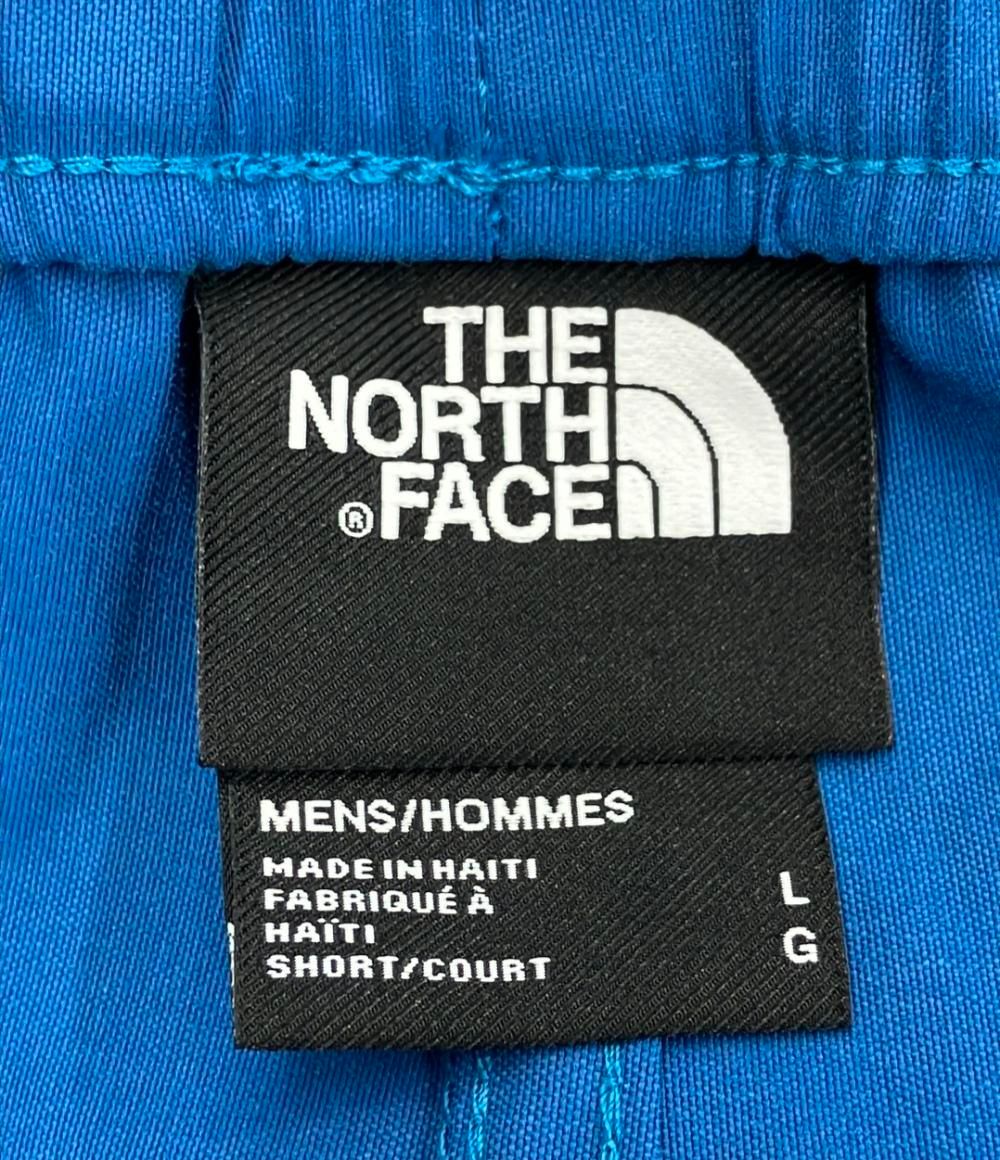 THE
NORTH
® FACE
MENS/HOMMES
MADE IN HAITI
FABRIQUÉ À
HAÏTI
SHORT/COURT
L
G